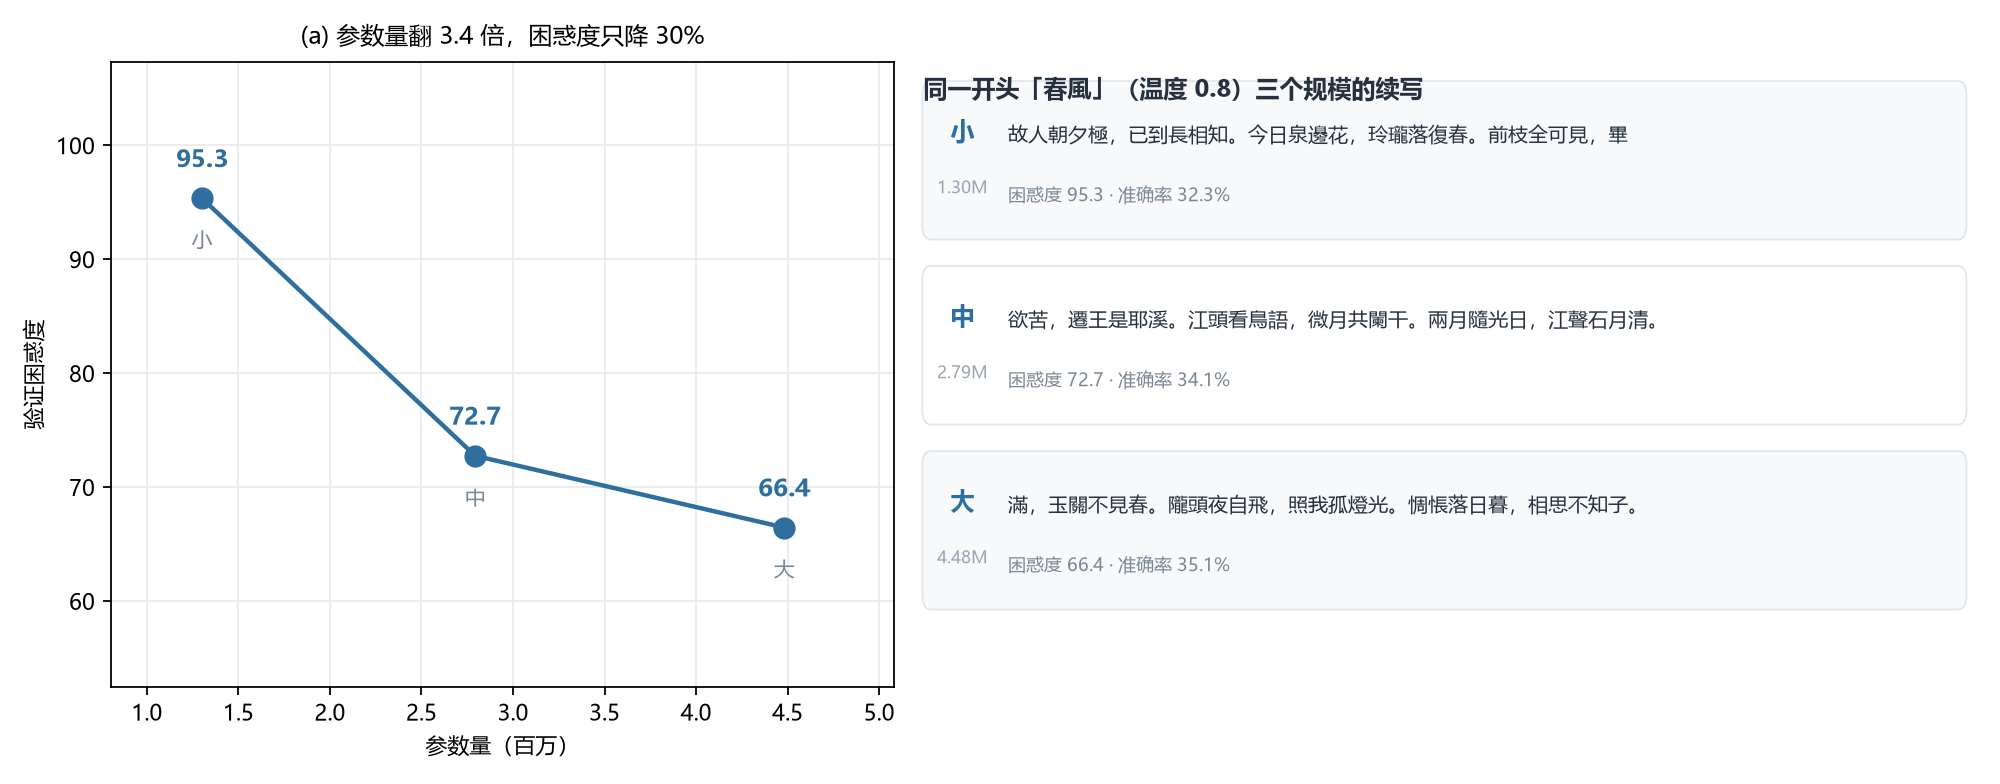 (a) 参数量翻 3.4 倍，困惑度只降 30%
100
90
80
70
60
验证困惑度
95.3
小
72.7
中
66.4
大
1.0 1.5 2.0 2.5 3.0 3.5 4.0 4.5 5.0
参数量（百万）
同一开头「春風」（温度 0.8）三个规模的续写
小 故人朝夕極，已到長相知。今日泉邊花，玲瓏落復春。前枝全可見，畢
1.30M 困惑度 95.3 · 准确率 32.3%
中 欲苦，遷王是耶溪。江頭看鳥語，微月共闌干。兩月隨光日，江聲石月清。
2.79M 困惑度 72.7 · 准确率 34.1%
大 滿，玉關不見春。隴頭夜自飛，照我孤燈光。惆悵落日暮，相思不知子。
4.48M 困惑度 66.4 · 准确率 35.1%